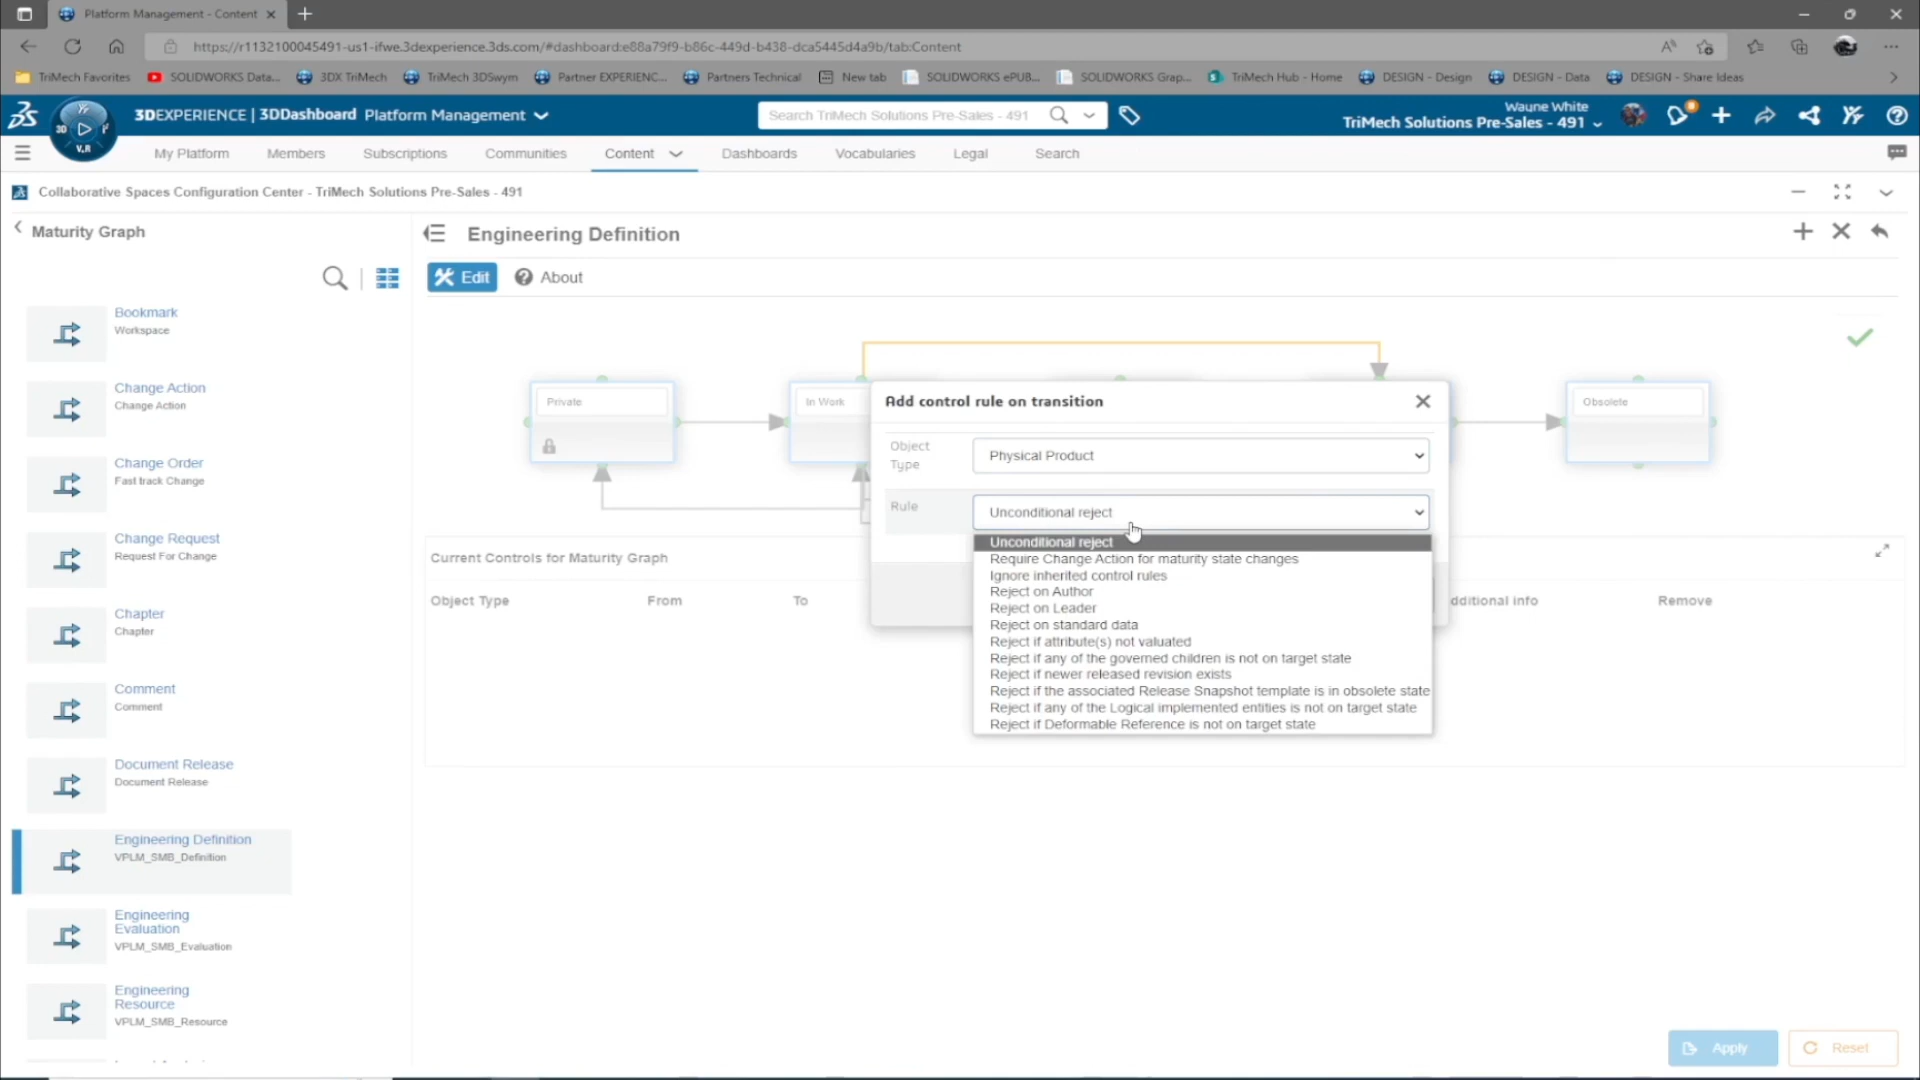 Platform Management - Content
https://r1132100045491-us1-ifwe.3dexperience.3ds.com/#dashboard:e88a79f9-b86c-449d-b438-dca5445d4a9b/tab:Content
TriMech Favorites
SOLIDWORKS Data...
3DX TriMech
TriMech 3DSwym
Partner EXPERIENC...
Partners Technical
New tab
SOLIDWORKS ePUB...
SOLIDWORKS Grap...
TriMech Hub - Home
DESIGN - Design
DESIGN - Data
DESIGN - Share Ideas
3DEXPERIENCE | 3DDashboard Platform Management
Search TriMech Solutions Pre-Sales - 491
Waune White
TriMech Solutions Pre-Sales - 491
3D
V.R
My Platform
Members
Subscriptions
Communities
Content
Dashboards
Vocabularies
Legal
Search
Collaborative Spaces Configuration Center - TriMech Solutions Pre-Sales - 491
Maturity Graph
Engineering Definition
Edit
About
Bookmark
Workspace
Change Action
Change Action
Change Order
Fast track Change
Change Request
Request For Change
Chapter
Chapter
Comment
Comment
Document Release
Document Release
Engineering Definition
VPLM_SMB_Definition
Engineering
Evaluation
VPLM_SMB_Evaluation
Engineering
Resource
VPLM_SMB_Resource
Private
In Work
Obsolete
Add control rule on transition
Object
Type
Physical Product
Rule
Unconditional reject
Unconditional reject
Require Change Action for maturity state changes
Ignore inherited control rules
Reject on Author
Reject on Leader
Reject on standard data
Reject if attribute(s) not valuated
Reject if any of the governed children is not on target state
Reject if newer released revision exists
Reject if the associated Release Snapshot template is in obsolete state
Reject if any of the Logical implemented entities is not on target state
Reject if Deformable Reference is not on target state
Current Controls for Maturity Graph
Object Type
From
To
dditional info
Remove
Apply
Reset